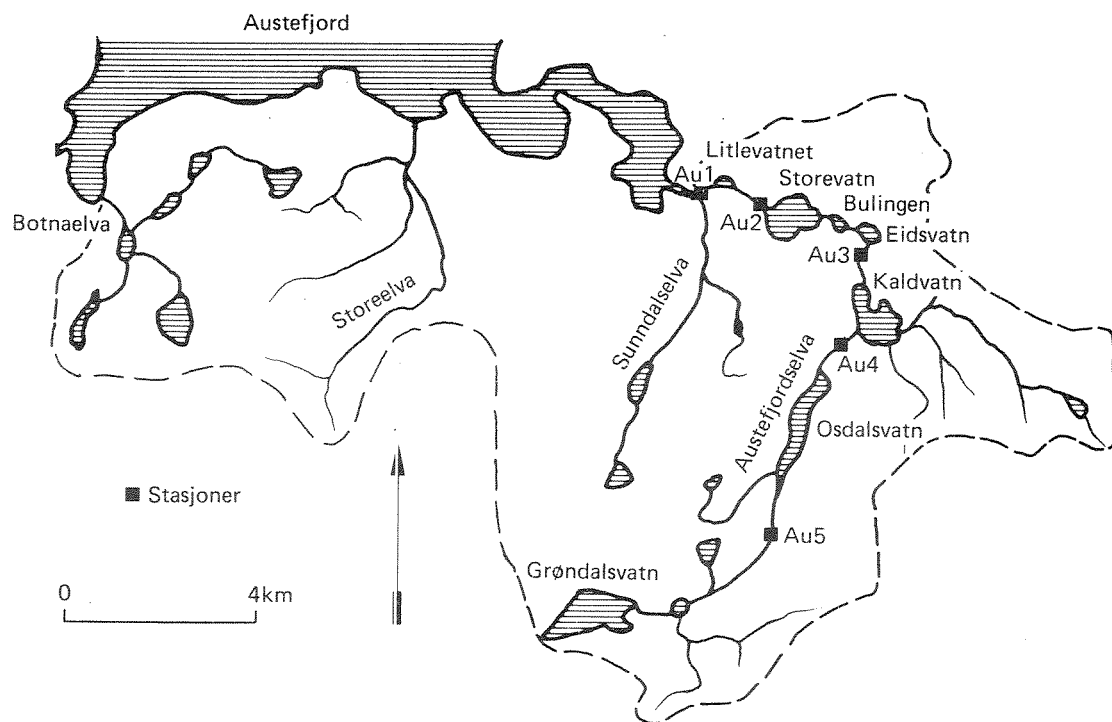 Austefjord
Litlevatnet
Au1
Storevatn
Au2
Bulingen
Eidsvatn
Au3
Kaldvatn
Botnaelva
Storeelva
Sunndalselva
Austefjordselva
Au4
Osdalsvatn
Stasjoner
Au5
Grøndalsvatn
0 4km